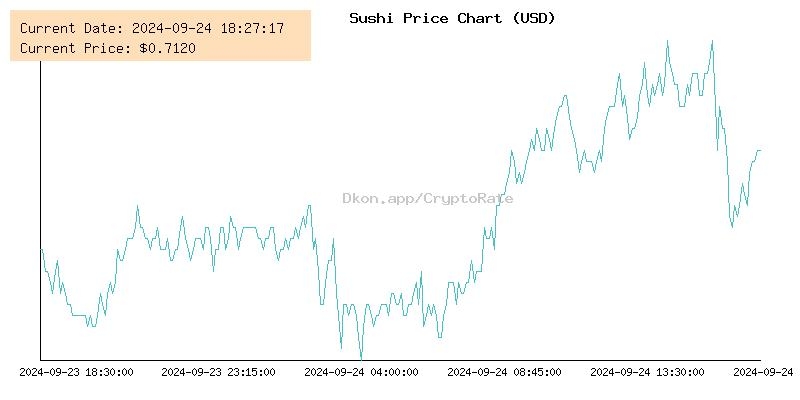 Sushi Price Chart (USD)
Current Date: 2024-09-24 18:27:17
Current Price: $0.7120
Dkon.app/CryptoRate
2024-09-23 18:30:00 2024-09-23 23:15:00 2024-09-24 04:00:00 2024-09-24 08:45:00 2024-09-24 13:30:00 2024-09-24